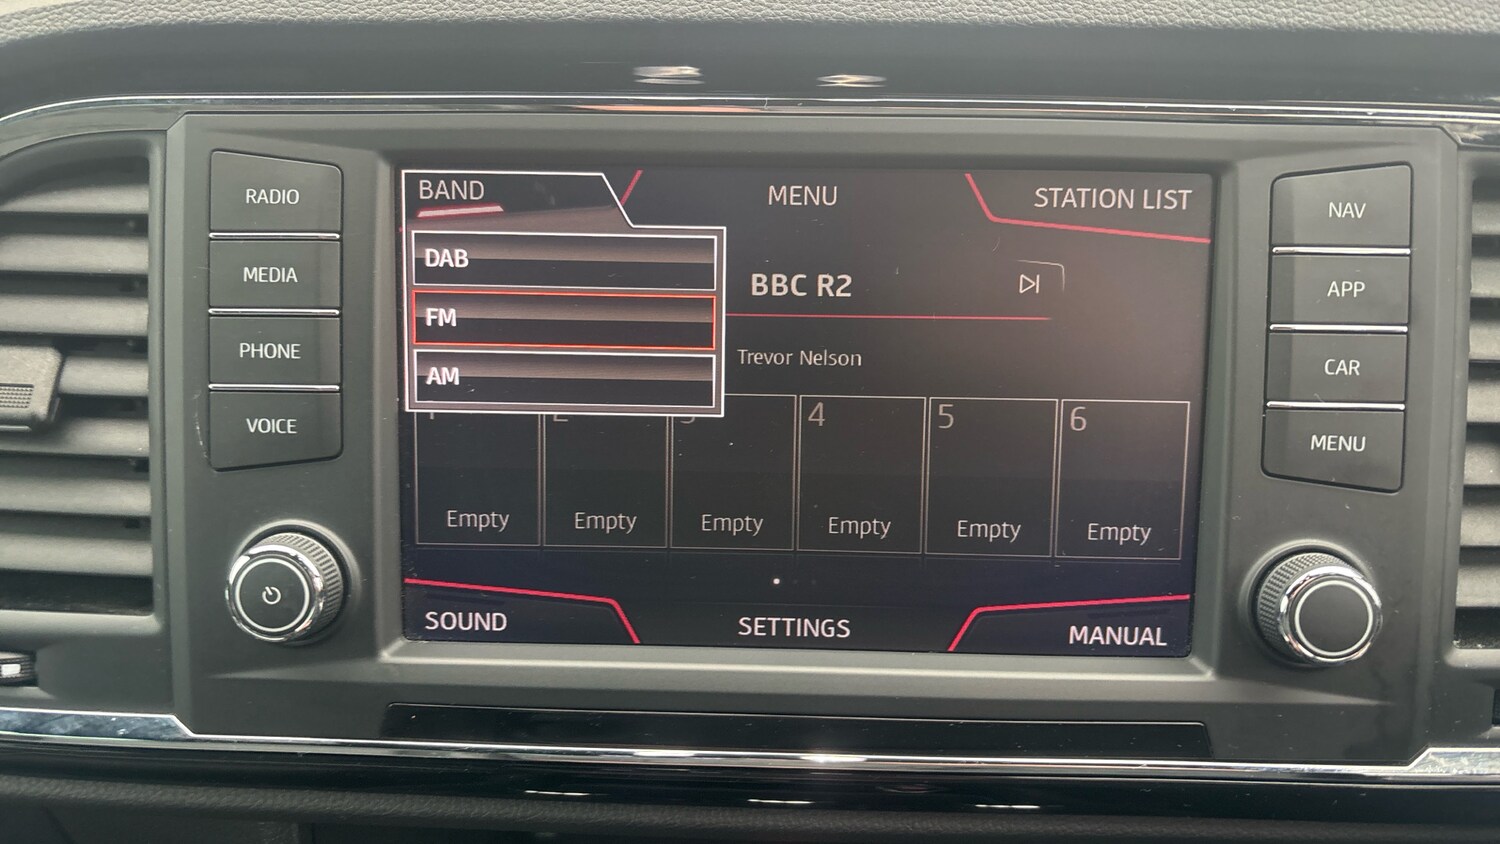 RADIO
MEDIA
PHONE
VOICE
BAND
MENU
STATION LIST
DAB
FM
AM
BBC R2
Trevor Nelson
4
5
6
Empty
Empty
Empty
Empty
Empty
Empty
SOUND
SETTINGS
MANUAL
NAV
APP
CAR
MENU